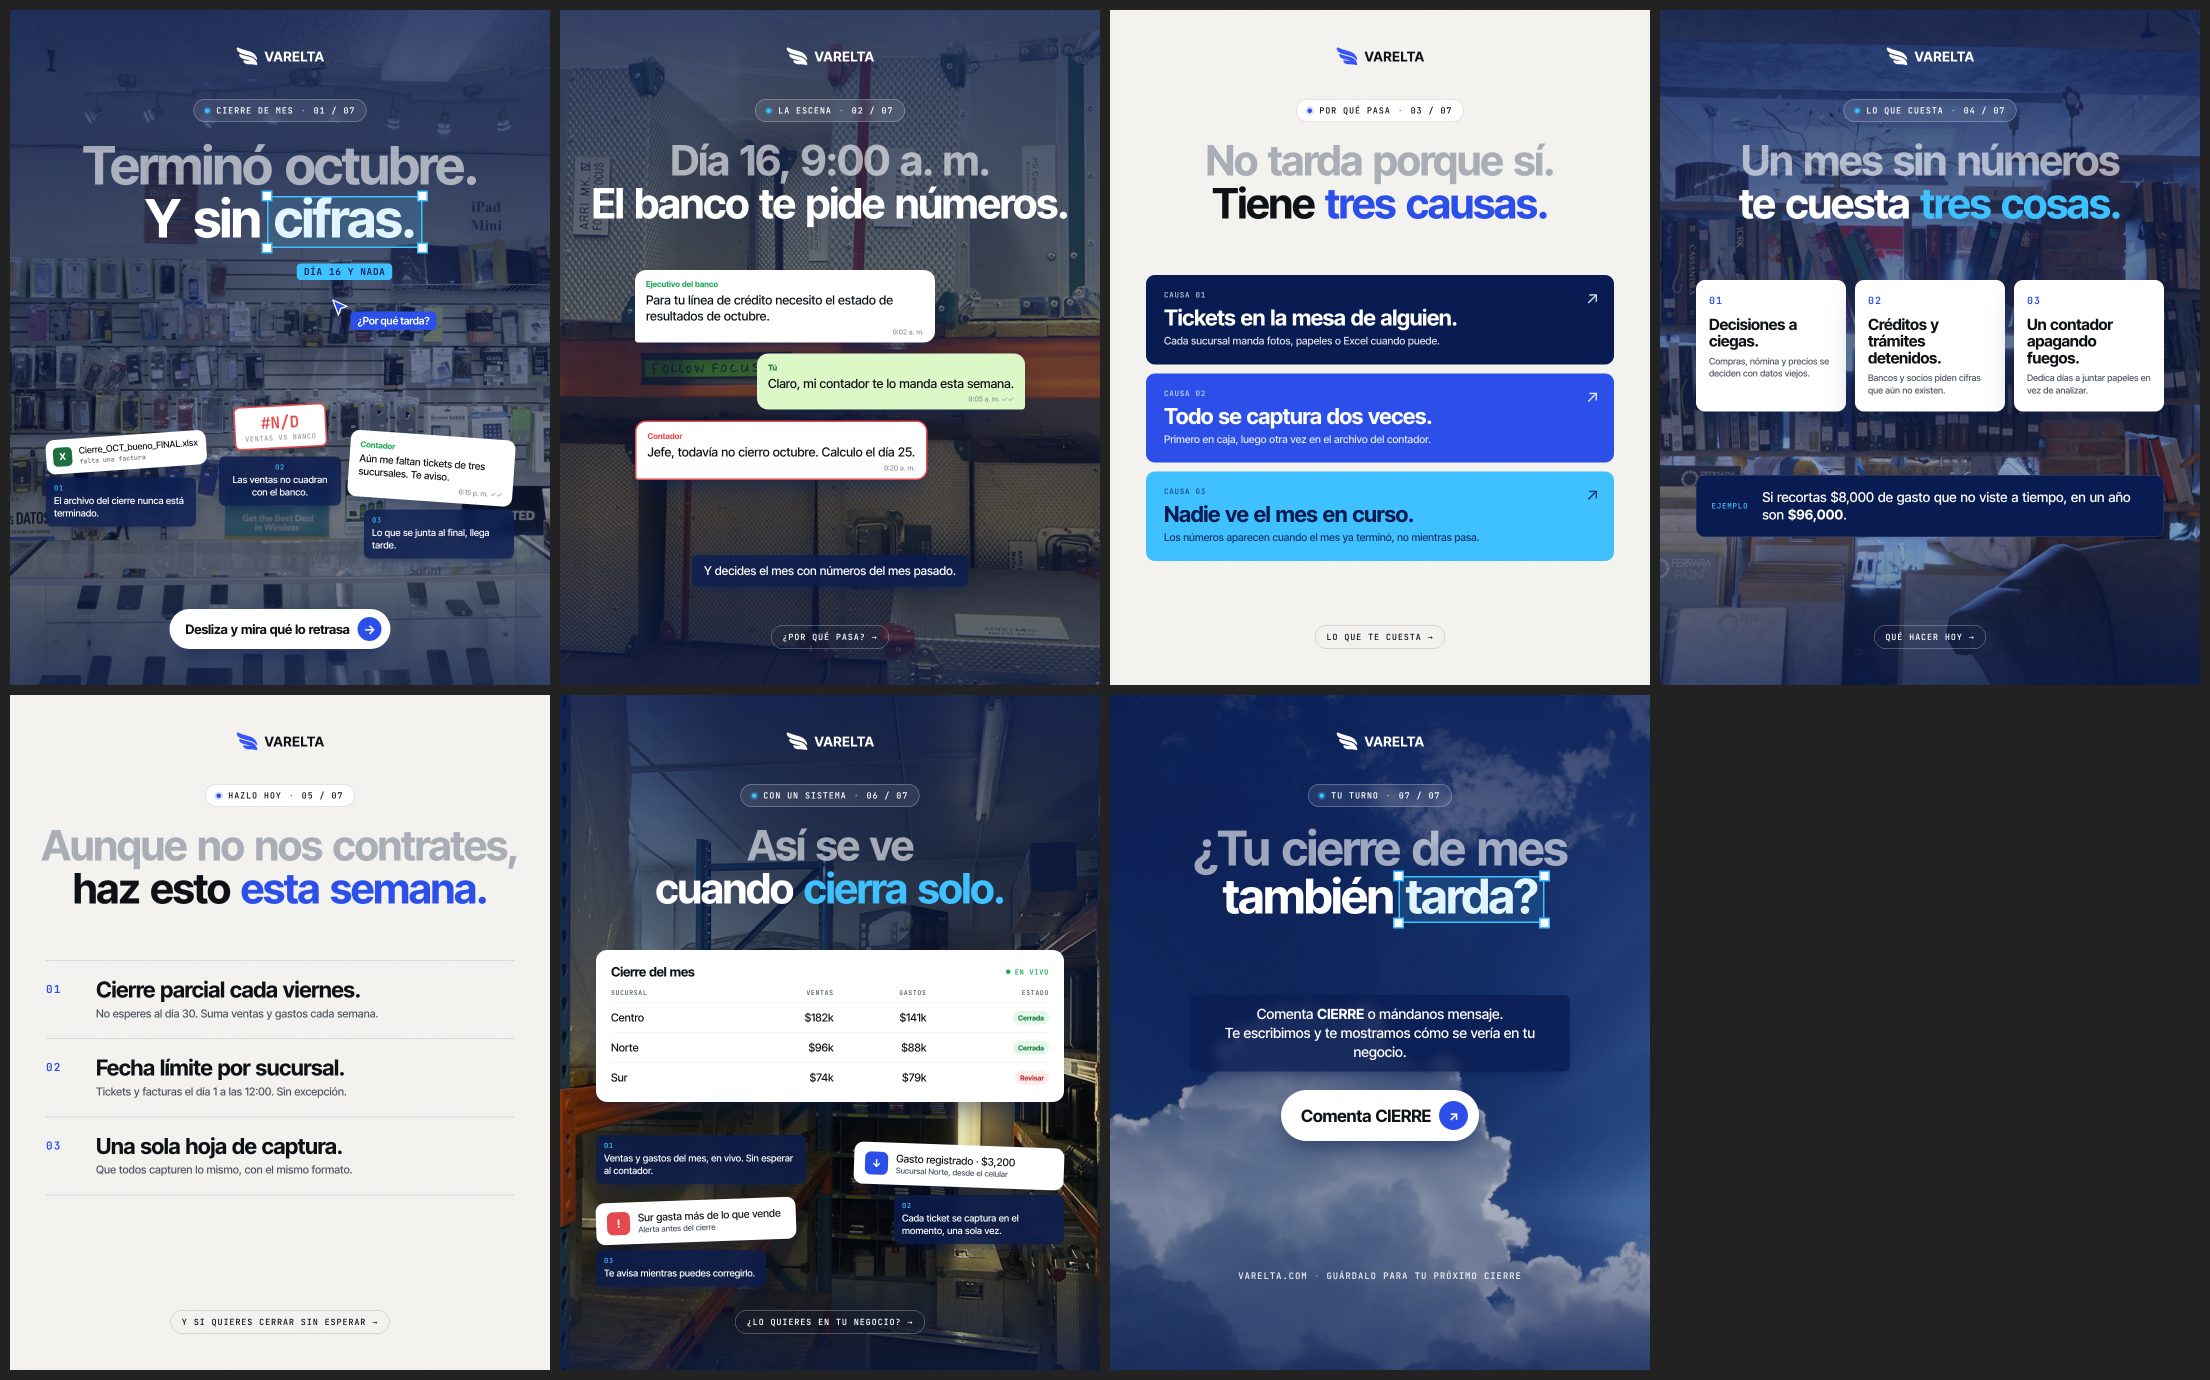 VARELTA
CIERRE DE MES · 01 / 07
Terminó octubre.
Y sin cifras.
iPad
Mini
DÍA 16 Y NADA
¿Por qué tarda?
#N/D
VENTAS VS BANCO
X
Cierre_OCT_bueno_FINAL.xlsx
falta una factura
01
El archivo del cierre nunca está
terminado.
02
Las ventas no cuadran
con el banco.
Contador
Aún me faltan tickets de tres
sucursales. Te aviso.
6:15 p. m. ✓✓
03
Lo que se junta al final, llega
tarde.
Get the Best Deal
in Wireless
Sprint
Desliza y mira qué lo retrasa
VARELTA
LA ESCENA · 02 / 07
Día 16, 9:00 a. m.
El banco te pide números.
ARRI MK IV
FOCUS
Ejecutivo del banco
Para tu línea de crédito necesito el estado de
resultados de octubre.
9:02 a. m.
FOLLOW FOCUS
Tú
Claro, mi contador te lo manda esta semana.
9:05 a. m. ✓✓
Contador
Jefe, todavía no cierro octubre. Calculo el día 25.
9:20 a. m.
Y decides el mes con números del mes pasado.
¿POR QUÉ PASA? →
VARELTA
POR QUÉ PASA · 03 / 07
No tarda porque sí.
Tiene tres causas.
CAUSA 01
Tickets en la mesa de alguien.
Cada sucursal manda fotos, papeles o Excel cuando puede.
CAUSA 02
Todo se captura dos veces.
Primero en caja, luego otra vez en el archivo del contador.
CAUSA 03
Nadie ve el mes en curso.
Los números aparecen cuando el mes ya terminó, no mientras pasa.
LO QUE TE CUESTA →
VARELTA
LO QUE CUESTA · 04 / 07
Un mes sin números
te cuesta tres cosas.
01
Decisiones a
ciegas.
Compras, nómina y precios se
deciden con datos viejos.
02
Créditos y
trámites
detenidos.
Bancos y socios piden cifras
que aún no existen.
03
Un contador
apagando
fuegos.
Dedica días a juntar papeles en
vez de analizar.
EJEMPLO
Si recortas $8,000 de gasto que no viste a tiempo, en un año
son $96,000.
FERRARA
PAINT
QUÉ HACER HOY →
VARELTA
HAZLO HOY · 05 / 07
Aunque no nos contrates,
haz esto esta semana.
01
Cierre parcial cada viernes.
No esperes al día 30. Suma ventas y gastos cada semana.
02
Fecha límite por sucursal.
Tickets y facturas el día 1 a las 12:00. Sin excepción.
03
Una sola hoja de captura.
Que todos capturen lo mismo, con el mismo formato.
Y SI QUIERES CERRAR SIN ESPERAR →
VARELTA
CON UN SISTEMA · 06 / 07
Así se ve
cuando cierra solo.
Cierre del mes
EN VIVO
SUCURSAL VENTAS GASTOS ESTADO
Centro $182k $141k Cerrada
Norte $96k $88k Cerrada
Sur $74k $79k Revisar
01
Ventas y gastos del mes, en vivo. Sin esperar
al contador.
Gasto registrado · $3,200
Sucursal Norte, desde el celular
!
Sur gasta más de lo que vende
Alerta antes del cierre
02
Cada ticket se captura en el
momento, una sola vez.
03
Te avisa mientras puedes corregirlo.
¿LO QUIERES EN TU NEGOCIO? →
VARELTA
TU TURNO · 07 / 07
¿Tu cierre de mes
también tarda?
Comenta CIERRE o mándanos mensaje.
Te escribimos y te mostramos cómo se vería en tu
negocio.
Comenta CIERRE
VARELTA.COM · GUÁRDALO PARA TU PRÓXIMO CIERRE